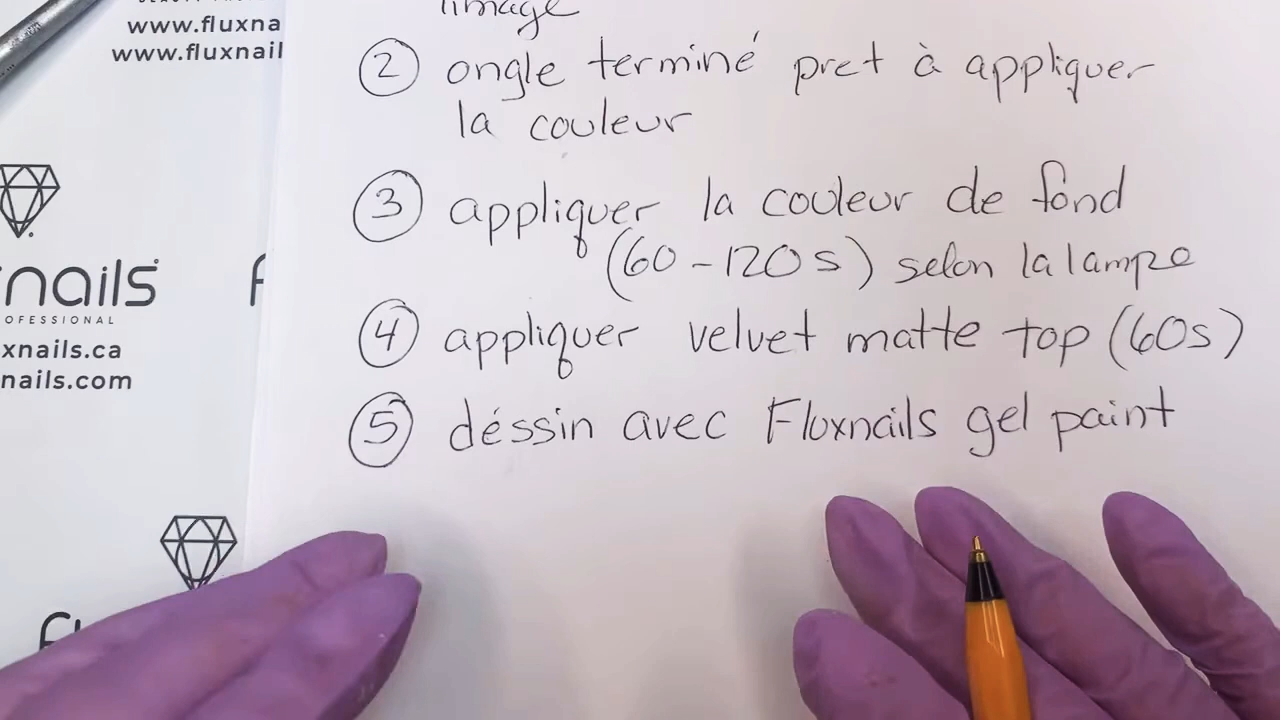 www.fluxna
www.fluxnail
limage
② ongle terminé pret à appliquer
la couleur
③ appliquer la couleur de fond
(60-120s) selon la lampe
④ appliquer velvet matte top (60s)
⑤ déssin avec Fluxnails gel paint
xnails
OFESSIONAL
xnails.ca
nails.com